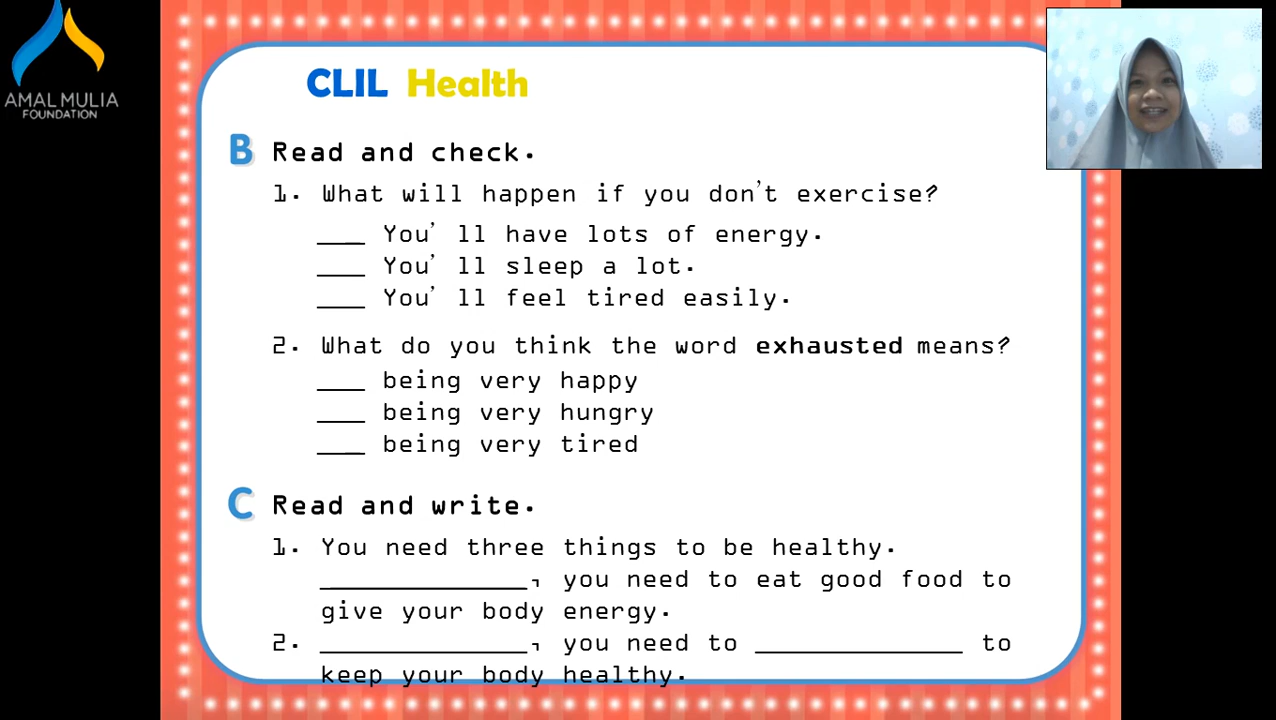 AMAL MULIA
FOUNDATION
CLIL Health
B Read and check.
1. What will happen if you don't exercise?
___ You' ll have lots of energy.
___ You' ll sleep a lot.
___ You' ll feel tired easily.
2. What do you think the word exhausted means?
___ being very happy
___ being very hungry
___ being very tired
C Read and write.
1. You need three things to be healthy.
_____________, you need to eat good food to
give your body energy.
2. _____________, you need to _____________ to
keep your body healthy.